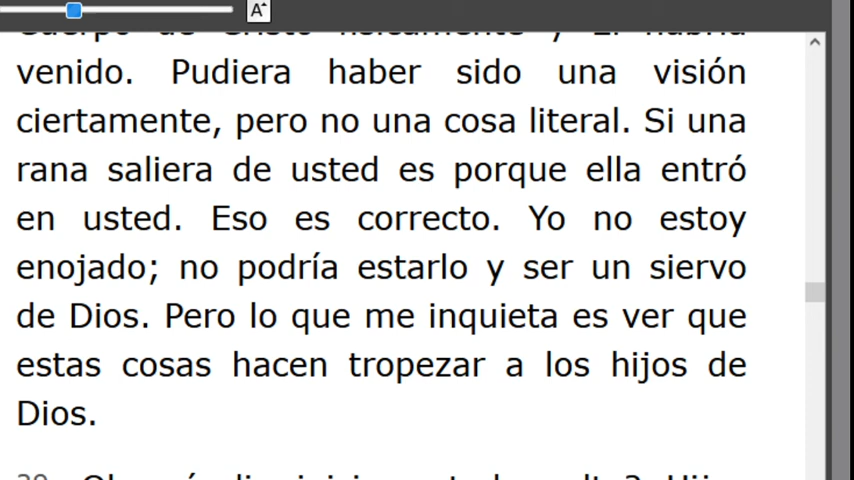 A
venido. Pudiera haber sido una visión
ciertamente, pero no una cosa literal. Si una
rana saliera de usted es porque ella entró
en usted. Eso es correcto. Yo no estoy
enojado; no podría estarlo y ser un siervo
de Dios. Pero lo que me inquieta es ver que
estas cosas hacen tropezar a los hijos de
Dios.